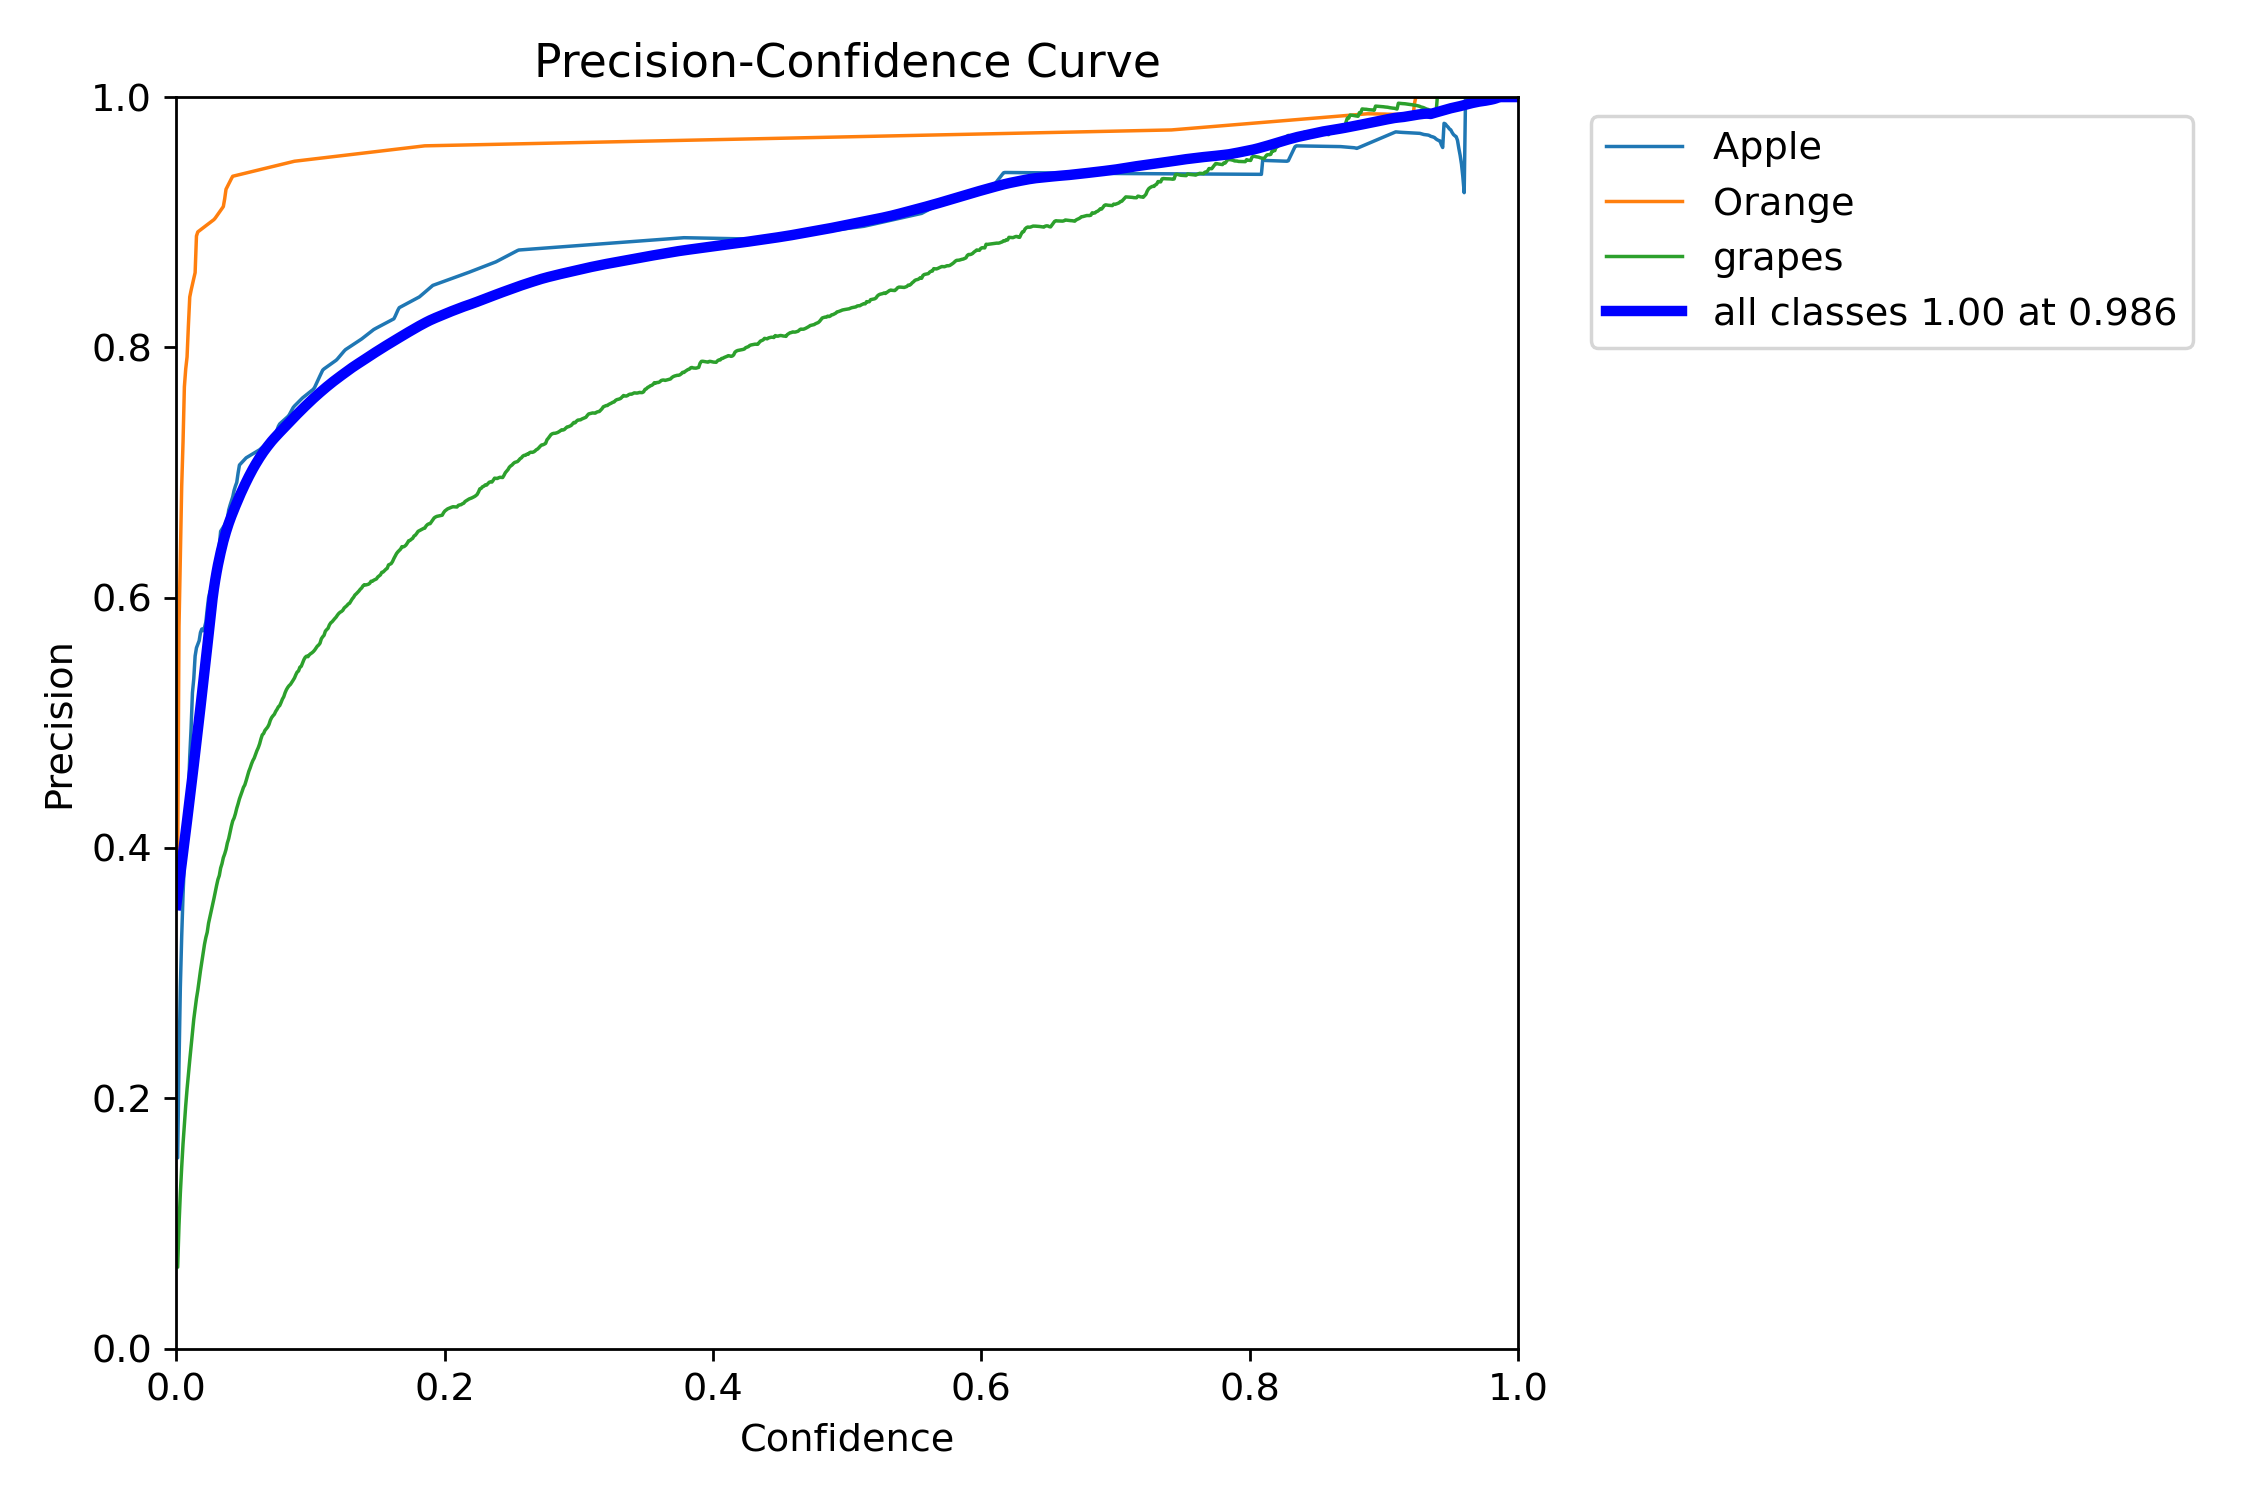 Precision-Confidence Curve
1.0
0.8
0.6
0.4
0.2
0.0
Precision
0.0 0.2 0.4 0.6 0.8 1.0
Confidence
Apple
Orange
grapes
all classes 1.00 at 0.986